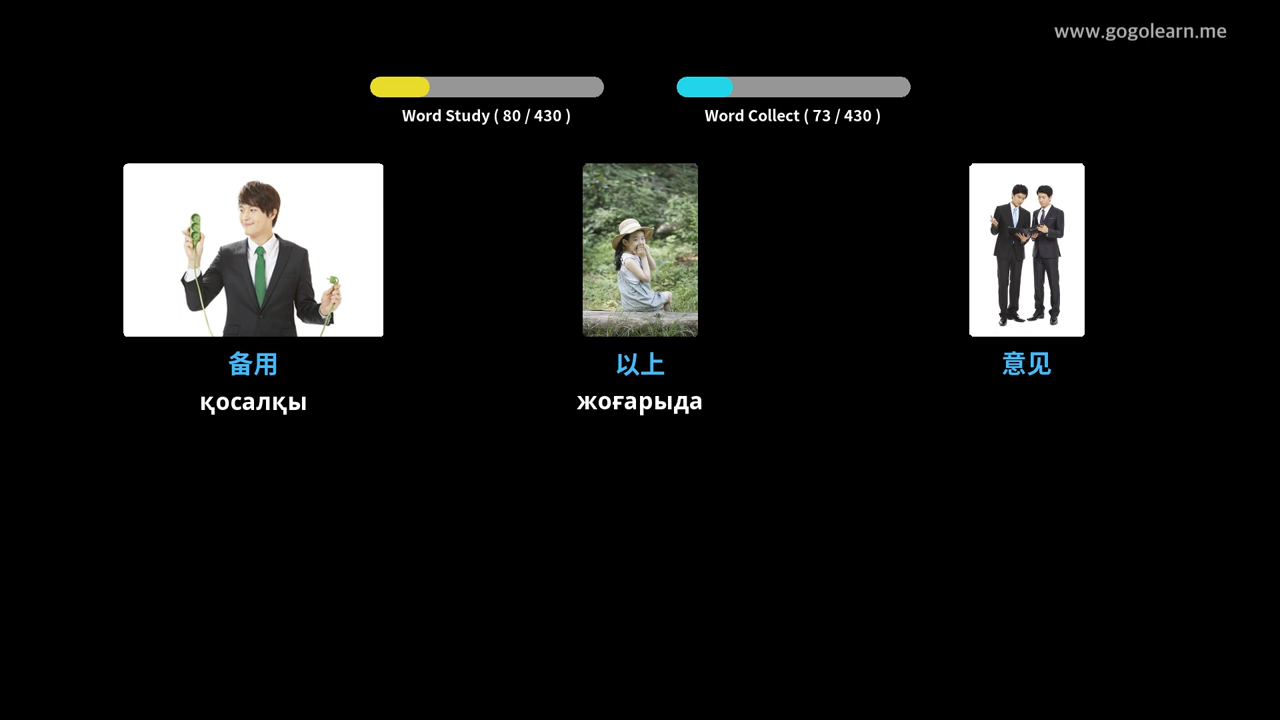 www.gogolearn.me
Word Study ( 80 / 430 )
Word Collect ( 73 / 430 )
备用
以上
意见
қосалқы
жоғарыда